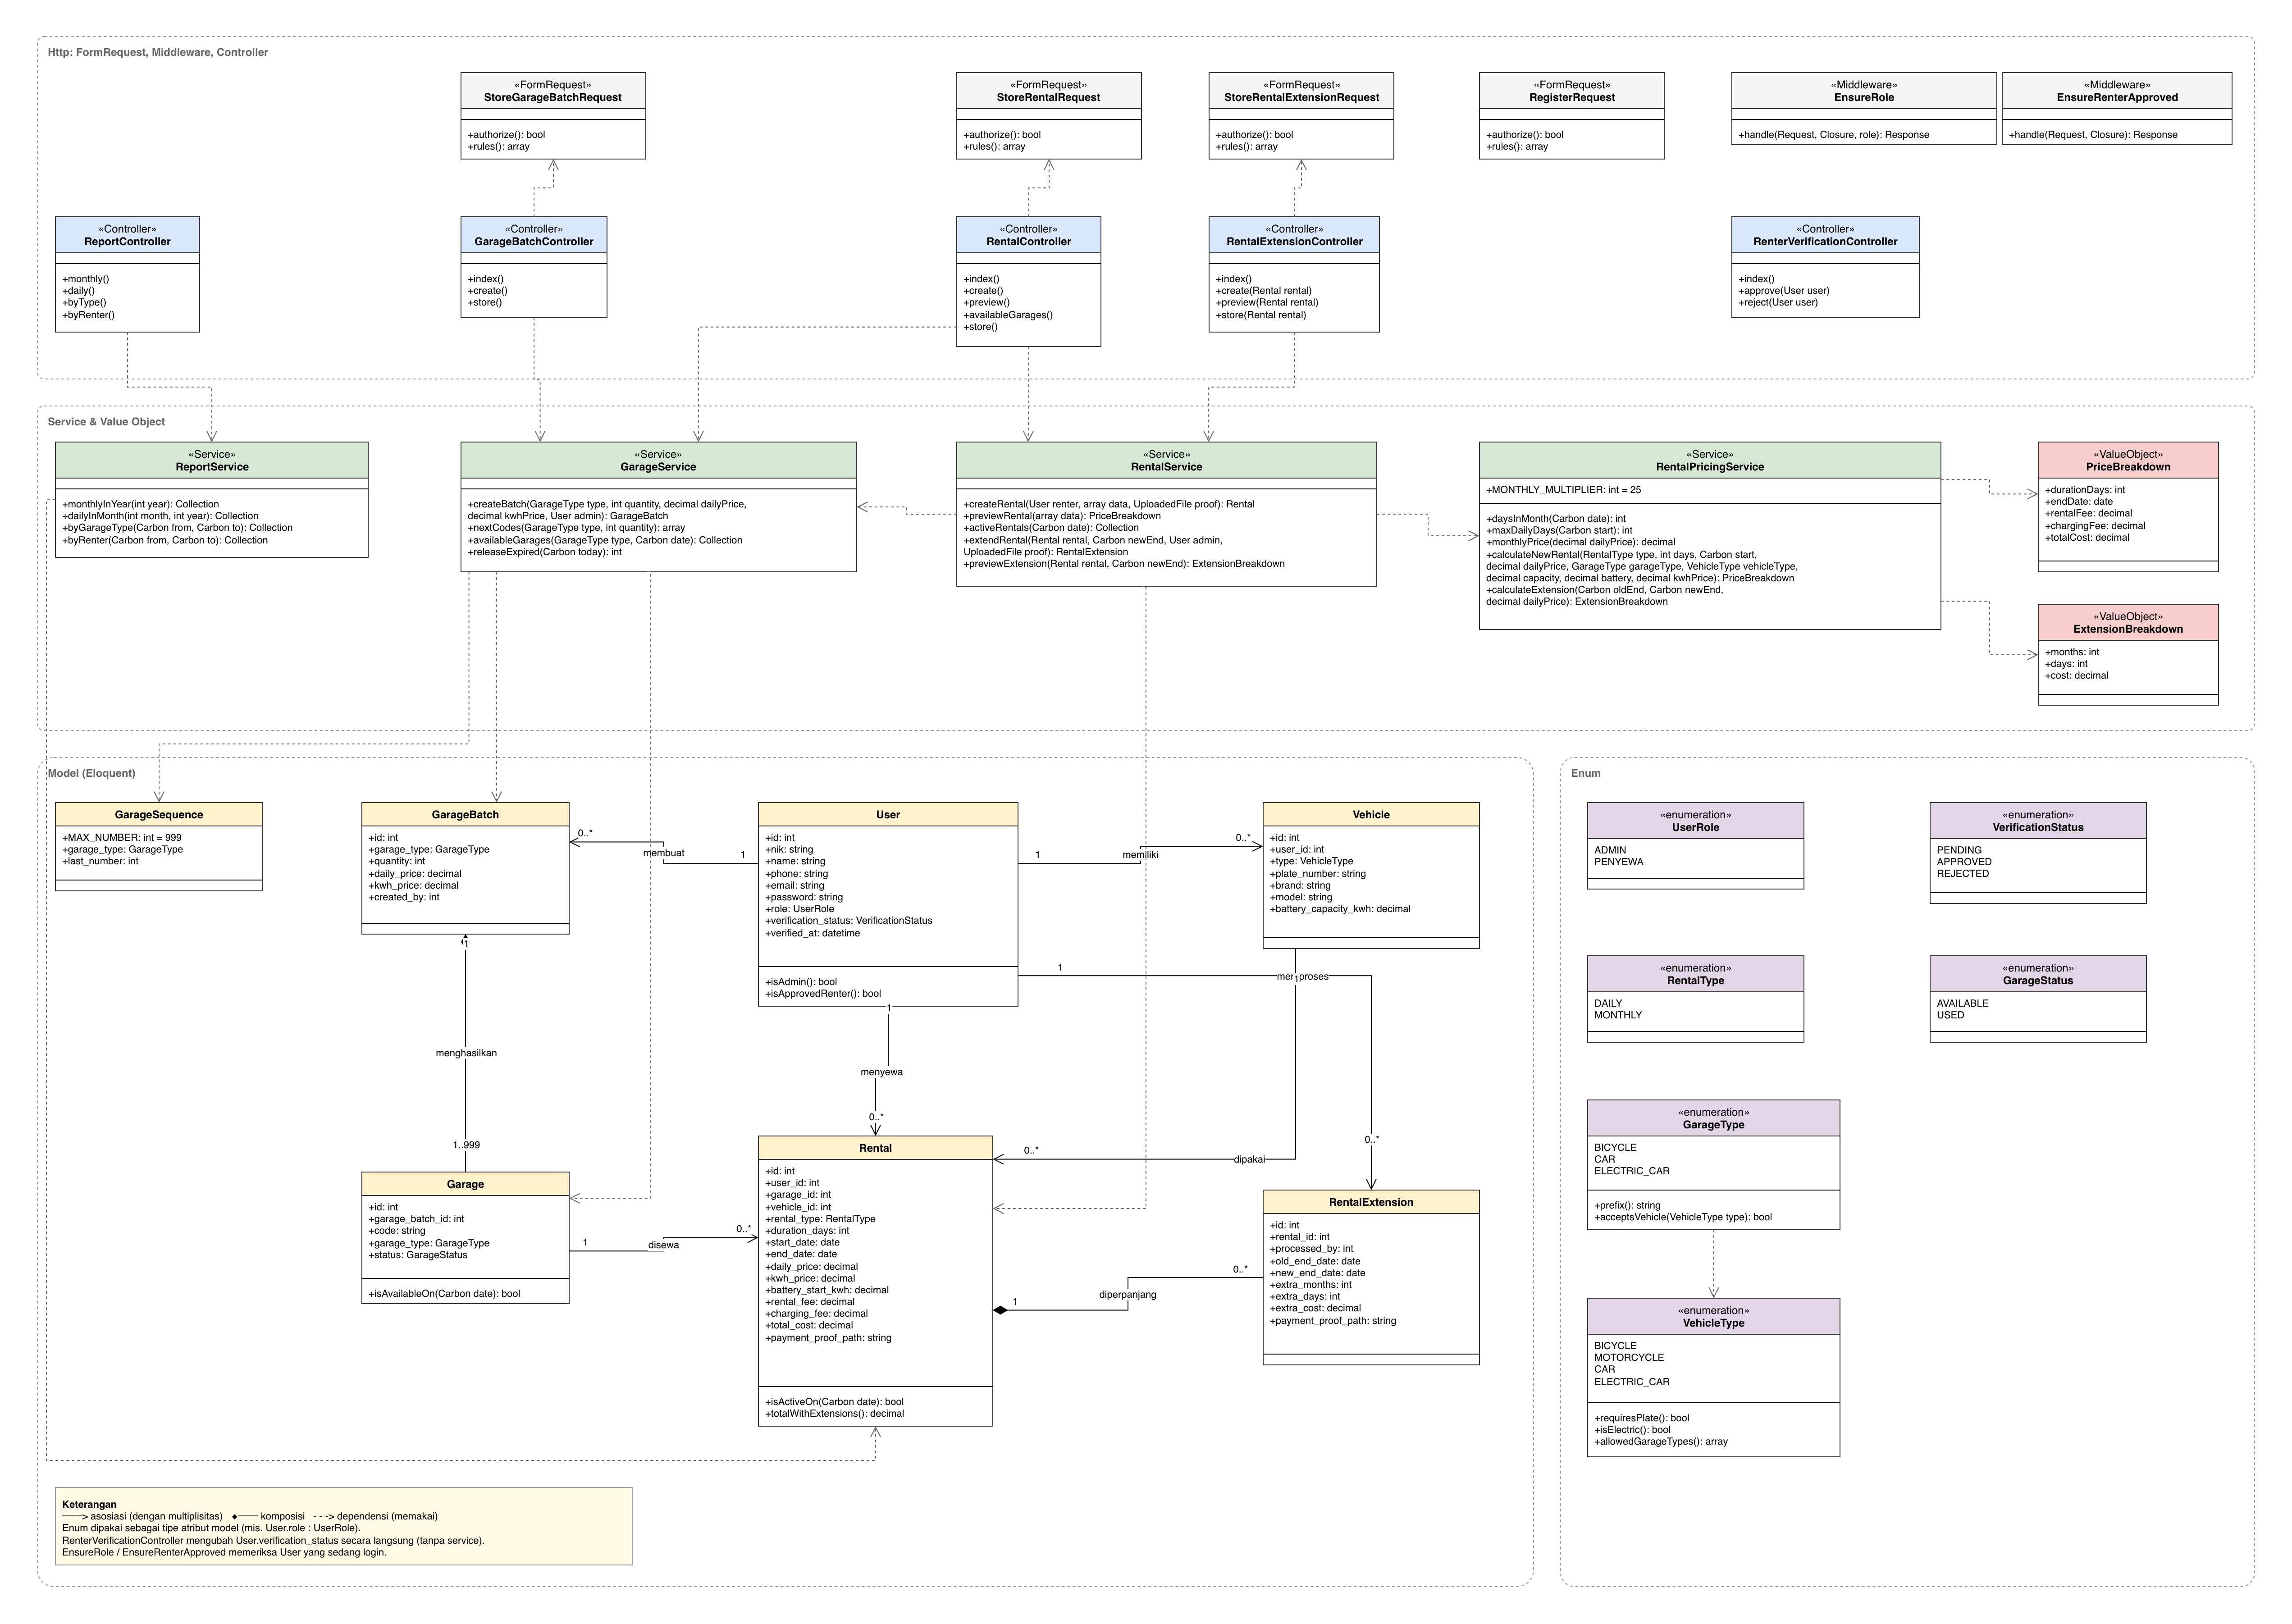 Http: FormRequest, Middleware, Controller
«FormRequest»
StoreGarageBatchRequest
+authorize(): bool
+rules(): array
«FormRequest»
StoreRentalRequest
+authorize(): bool
+rules(): array
«FormRequest»
StoreRentalExtensionRequest
+authorize(): bool
+rules(): array
«FormRequest»
RegisterRequest
+authorize(): bool
+rules(): array
«Middleware»
EnsureRole
+handle(Request, Closure, role): Response
«Middleware»
EnsureRenterApproved
+handle(Request, Closure): Response
«Controller»
ReportController
+monthly()
+daily()
+byType()
+byRenter()
«Controller»
GarageBatchController
+index()
+create()
+store()
«Controller»
RentalController
+index()
+create()
+preview()
+availableGarages()
+store()
«Controller»
RentalExtensionController
+index()
+create(Rental rental)
+preview(Rental rental)
+store(Rental rental)
«Controller»
RenterVerificationController
+index()
+approve(User user)
+reject(User user)
Service & Value Object
«Service»
ReportService
+monthlyInYear(int year): Collection
+dailyInMonth(int month, int year): Collection
+byGarageType(Carbon from, Carbon to): Collection
+byRenter(Carbon from, Carbon to): Collection
«Service»
GarageService
+createBatch(GarageType type, int quantity, decimal dailyPrice,
decimal kwhPrice, User admin): GarageBatch
+nextCodes(GarageType type, int quantity): array
+availableGarages(GarageType type, Carbon date): Collection
+releaseExpired(Carbon today): int
«Service»
RentalService
+createRental(User renter, array data, UploadedFile proof): Rental
+previewRental(array data): PriceBreakdown
+activeRentals(Carbon date): Collection
+extendRental(Rental rental, Carbon newEnd, User admin,
UploadedFile proof): RentalExtension
+previewExtension(Rental rental, Carbon newEnd): ExtensionBreakdown
«Service»
RentalPricingService
+MONTHLY_MULTIPLIER: int = 25
+daysInMonth(Carbon date): int
+maxDailyDays(Carbon start): int
+monthlyPrice(decimal dailyPrice): decimal
+calculateNewRental(RentalType type, int days, Carbon start,
decimal dailyPrice, GarageType garageType, VehicleType vehicleType,
decimal capacity, decimal battery, decimal kwhPrice): PriceBreakdown
+calculateExtension(Carbon oldEnd, Carbon newEnd,
decimal dailyPrice): ExtensionBreakdown
«ValueObject»
PriceBreakdown
+durationDays: int
+endDate: date
+rentalFee: decimal
+chargingFee: decimal
+totalCost: decimal
«ValueObject»
ExtensionBreakdown
+months: int
+days: int
+cost: decimal
Model (Eloquent)
GarageSequence
+MAX_NUMBER: int = 999
+garage_type: GarageType
+last_number: int
GarageBatch
+id: int
+garage_type: GarageType
+quantity: int
+daily_price: decimal
+kwh_price: decimal
+created_by: int
0..*
membuat
1
User
+id: int
+nik: string
+name: string
+phone: string
+email: string
+password: string
+role: UserRole
+verification_status: VerificationStatus
+verified_at: datetime
+isAdmin(): bool
+isApprovedRenter(): bool
1
memiliki
0..*
Vehicle
+id: int
+user_id: int
+type: VehicleType
+plate_number: string
+brand: string
+model: string
+battery_capacity_kwh: decimal
1
1
memproses
1
1
menghasilkan
menyewa
0..*
1..999
0..*
0..*
dipakai
Garage
+id: int
+garage_batch_id: int
+code: string
+garage_type: GarageType
+status: GarageStatus
+isAvailableOn(Carbon date): bool
1
disewa
0..*
Rental
+id: int
+user_id: int
+garage_id: int
+vehicle_id: int
+rental_type: RentalType
+duration_days: int
+start_date: date
+end_date: date
+daily_price: decimal
+kwh_price: decimal
+battery_start_kwh: decimal
+rental_fee: decimal
+charging_fee: decimal
+total_cost: decimal
+payment_proof_path: string
+isActiveOn(Carbon date): bool
+totalWithExtensions(): decimal
1
diperpanjang
0..*
RentalExtension
+id: int
+rental_id: int
+processed_by: int
+old_end_date: date
+new_end_date: date
+extra_months: int
+extra_days: int
+extra_cost: decimal
+payment_proof_path: string
Keterangan
───> asosiasi (dengan multiplisitas) ◆─── komposisi - - -> dependensi (memakai)
Enum dipakai sebagai tipe atribut model (mis. User.role : UserRole).
RenterVerificationController mengubah User.verification_status secara langsung (tanpa service).
EnsureRole / EnsureRenterApproved memeriksa User yang sedang login.
Enum
«enumeration»
UserRole
ADMIN
PENYEWA
«enumeration»
VerificationStatus
PENDING
APPROVED
REJECTED
«enumeration»
RentalType
DAILY
MONTHLY
«enumeration»
GarageStatus
AVAILABLE
USED
«enumeration»
GarageType
BICYCLE
CAR
ELECTRIC_CAR
+prefix(): string
+acceptsVehicle(VehicleType type): bool
«enumeration»
VehicleType
BICYCLE
MOTORCYCLE
CAR
ELECTRIC_CAR
+requiresPlate(): bool
+isElectric(): bool
+allowedGarageTypes(): array